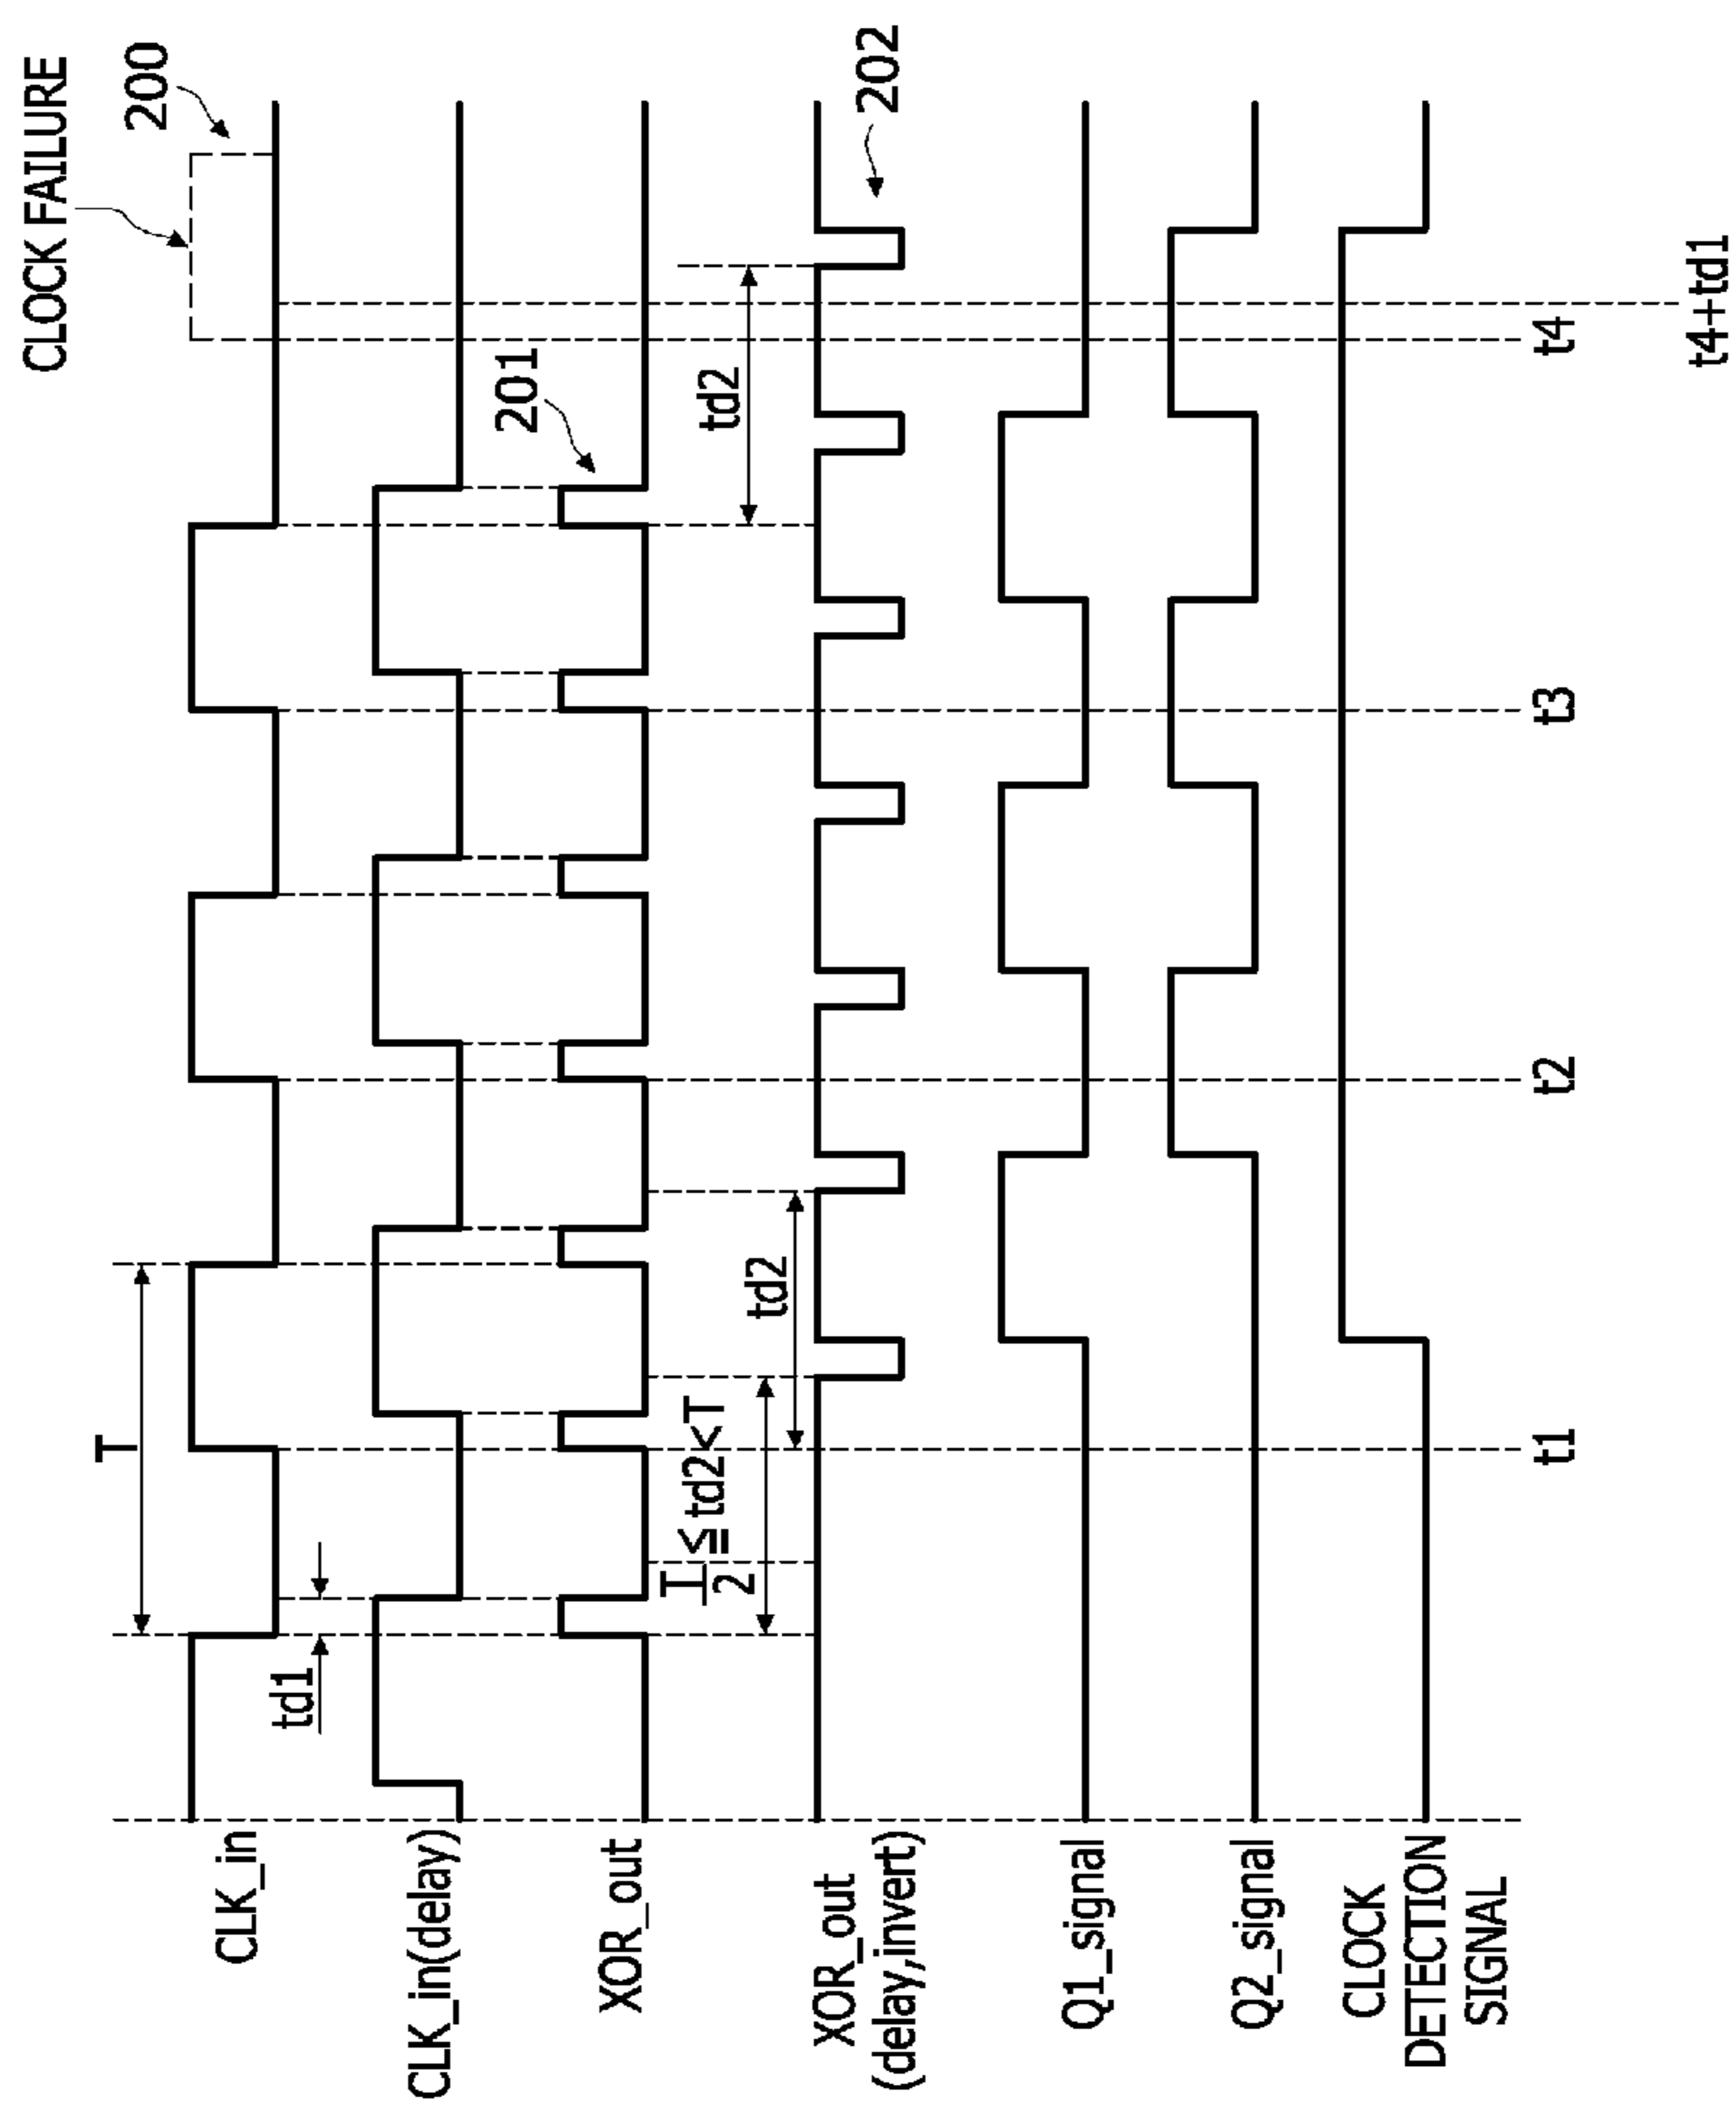 CLOCK FAILURE
200
T
td1
CLK_in
CLK_in(delay)
201
XOR_out
T/2≦td2<T
td2
td2
202
XOR_out
(delay,invert)
Q1_signal
Q2_signal
CLOCK
DETECTION
SIGNAL
t1
t2
t3
t4
t4+td1